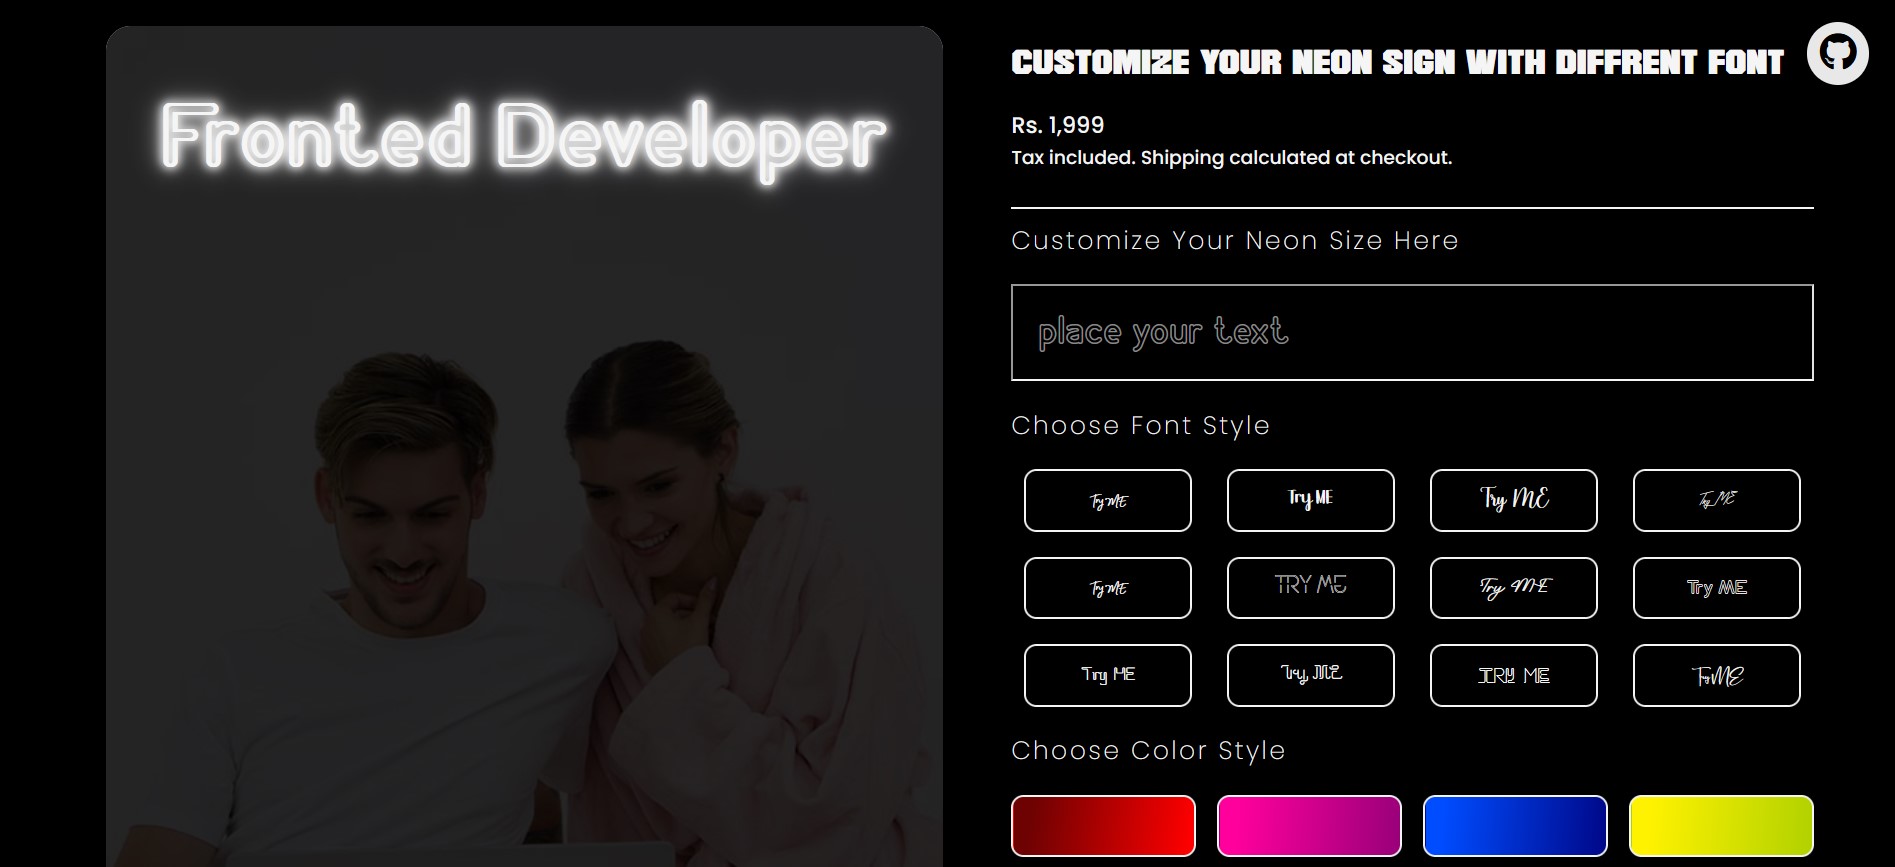 Fronted Developer
CUSTOMIZE YOUR NEON SIGN WITH DIFFRENT FONT
Rs. 1,999
Tax included. Shipping calculated at checkout.
Customize Your Neon Size Here
place your text
Choose Font Style
Try ME
Try ME
Try ME
Try ME
Try ME
TRY ME
Try ME
Try ME
Try ME
Try ME
TRY ME
Try ME
Choose Color Style